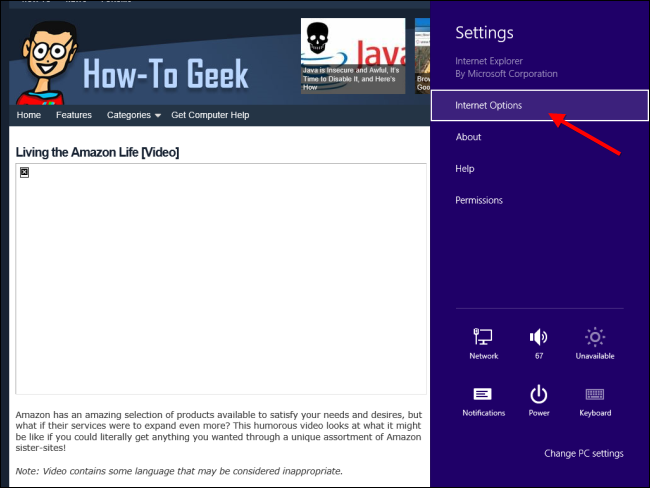 How-To Geek
Java
Java is Insecure and Awful, It's
Time to Disable It, and Here's
How
Home Features Categories Get Computer Help
Living the Amazon Life [Video]
Amazon has an amazing selection of products available to satisfy your needs and desires, but
what if their services were to expand even more? This humorous video looks at what it might
be like if you could literally get anything you wanted through a unique assortment of Amazon
sister-sites!
Note: Video contains some language that may be considered inappropriate.
Settings
Internet Explorer
By Microsoft Corporation
Internet Options
About
Help
Permissions
Network 67 Unavailable
Notifications Power Keyboard
Change PC settings